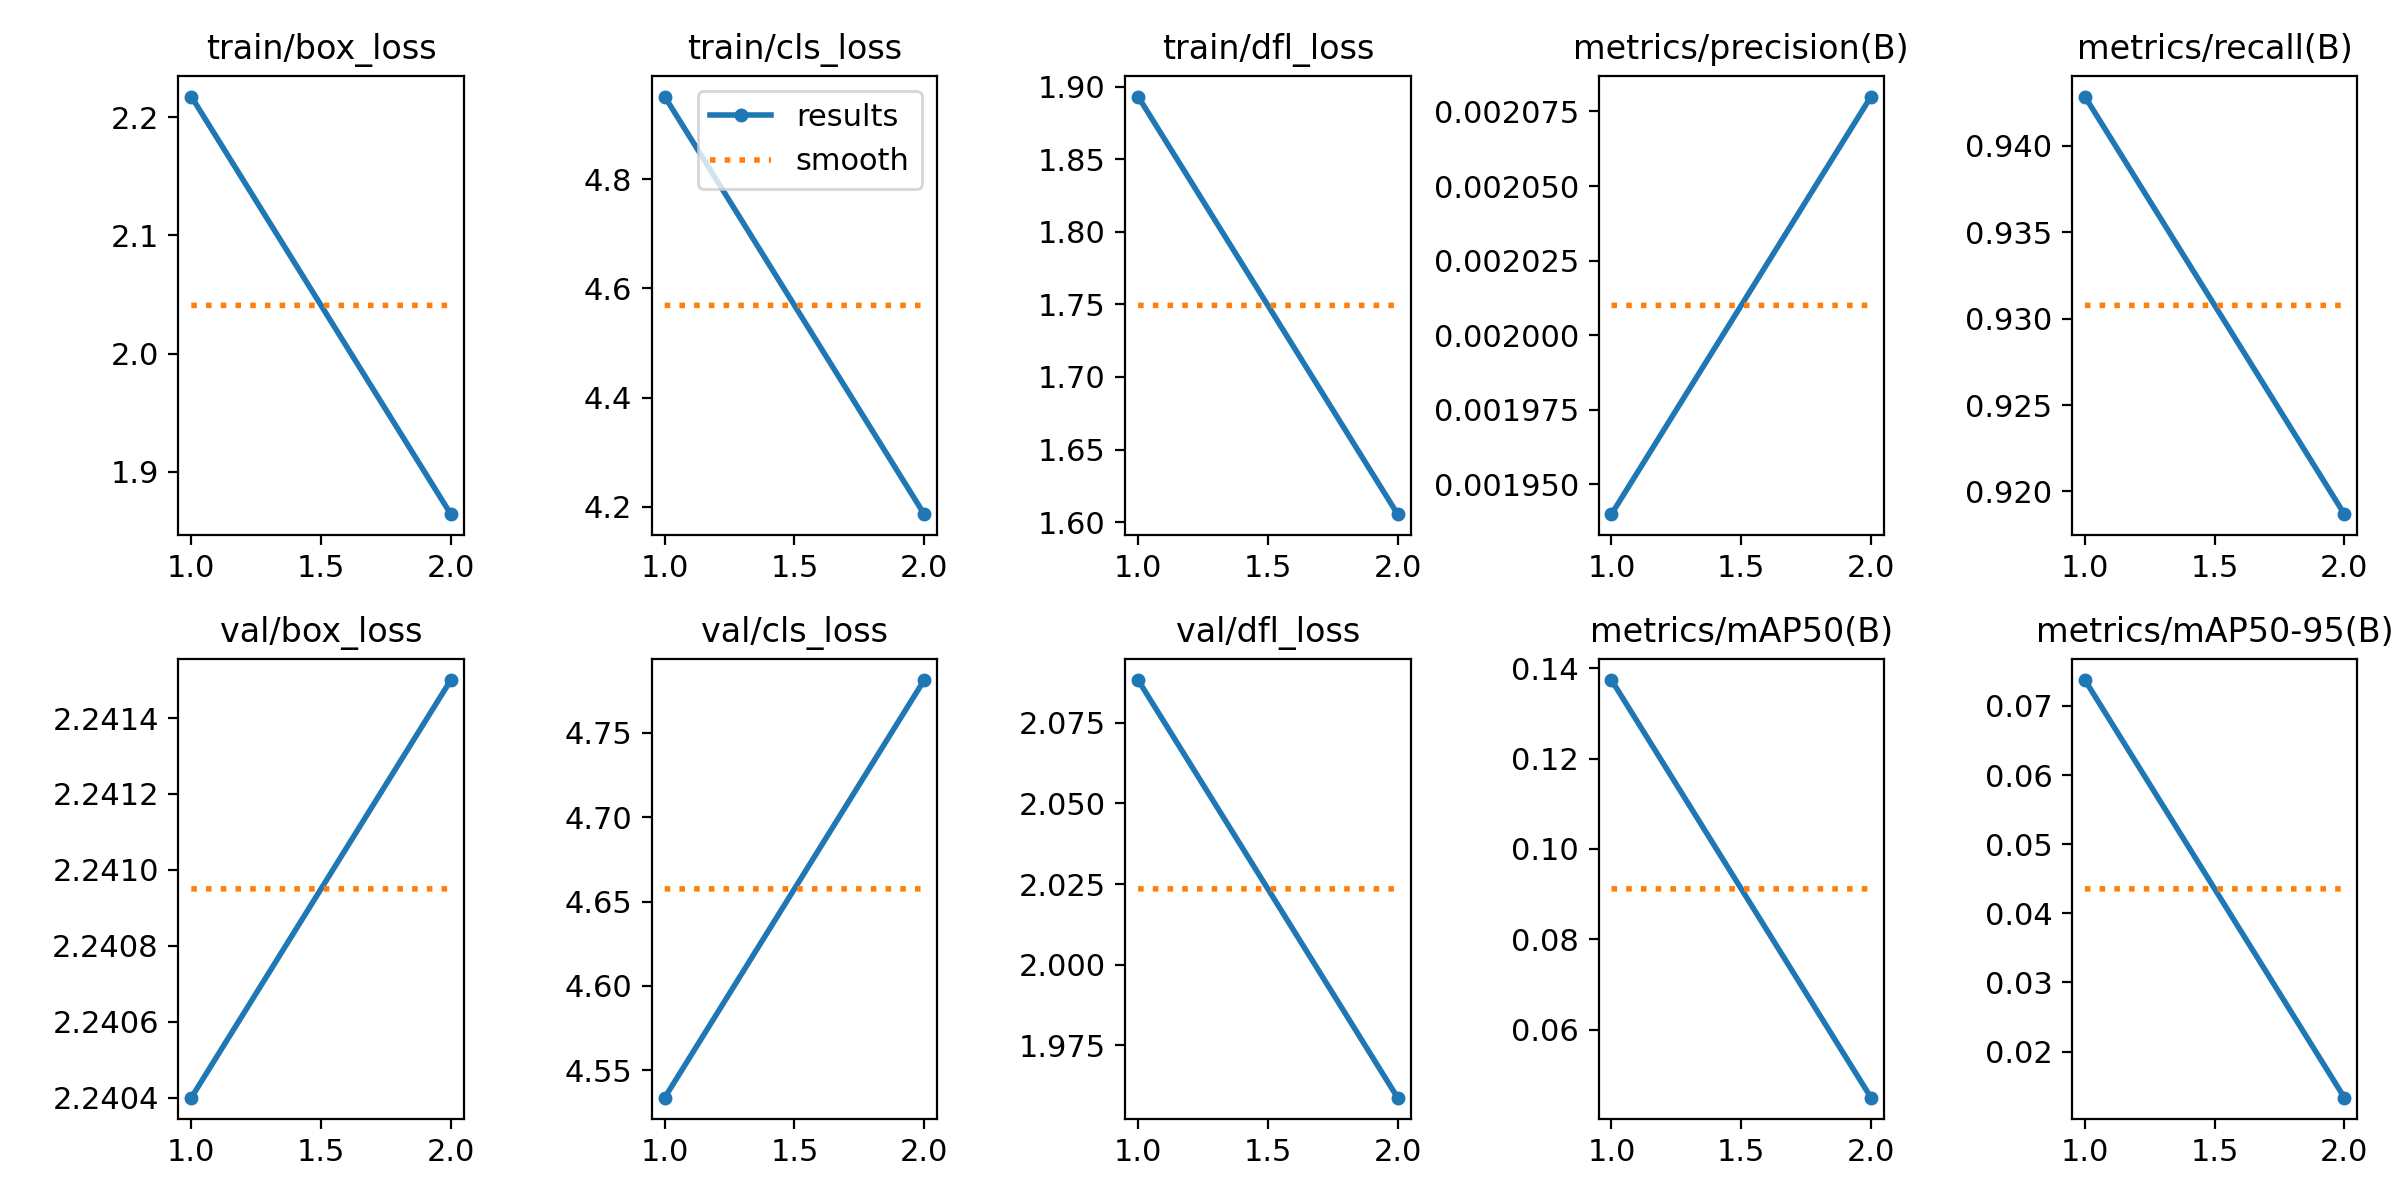 train/box_loss
2.2
2.1
2.0
1.9
1.0 1.5 2.0
train/cls_loss
results
smooth
4.8
4.6
4.4
4.2
1.0 1.5 2.0
train/dfl_loss
1.90
1.85
1.80
1.75
1.70
1.65
1.60
1.0 1.5 2.0
metrics/precision(B)
0.002075
0.002050
0.002025
0.002000
0.001975
0.001950
1.0 1.5 2.0
metrics/recall(B)
0.940
0.935
0.930
0.925
0.920
1.0 1.5 2.0
val/box_loss
2.2414
2.2412
2.2410
2.2408
2.2406
2.2404
1.0 1.5 2.0
val/cls_loss
4.75
4.70
4.65
4.60
4.55
1.0 1.5 2.0
val/dfl_loss
2.075
2.050
2.025
2.000
1.975
1.0 1.5 2.0
metrics/mAP50(B)
0.14
0.12
0.10
0.08
0.06
1.0 1.5 2.0
metrics/mAP50-95(B)
0.07
0.06
0.05
0.04
0.03
0.02
1.0 1.5 2.0